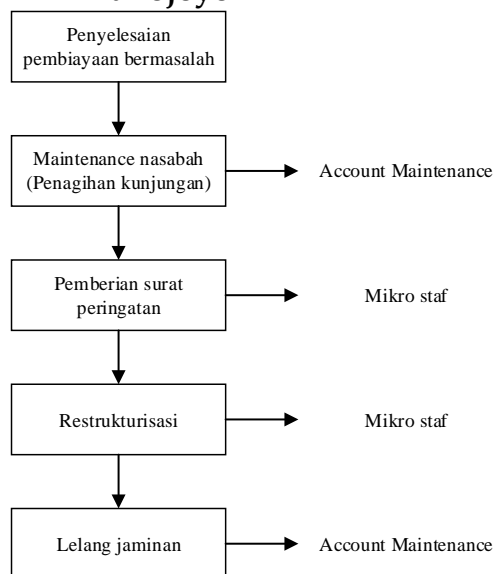 Penyelesaian
pembiayaan bermasalah
Maintenance nasabah
(Penagihan kunjungan)
Account Maintenance
Pemberian surat
peringatan
Mikro staf
Restrukturisasi
Mikro staf
Lelang jaminan
Account Maintenance